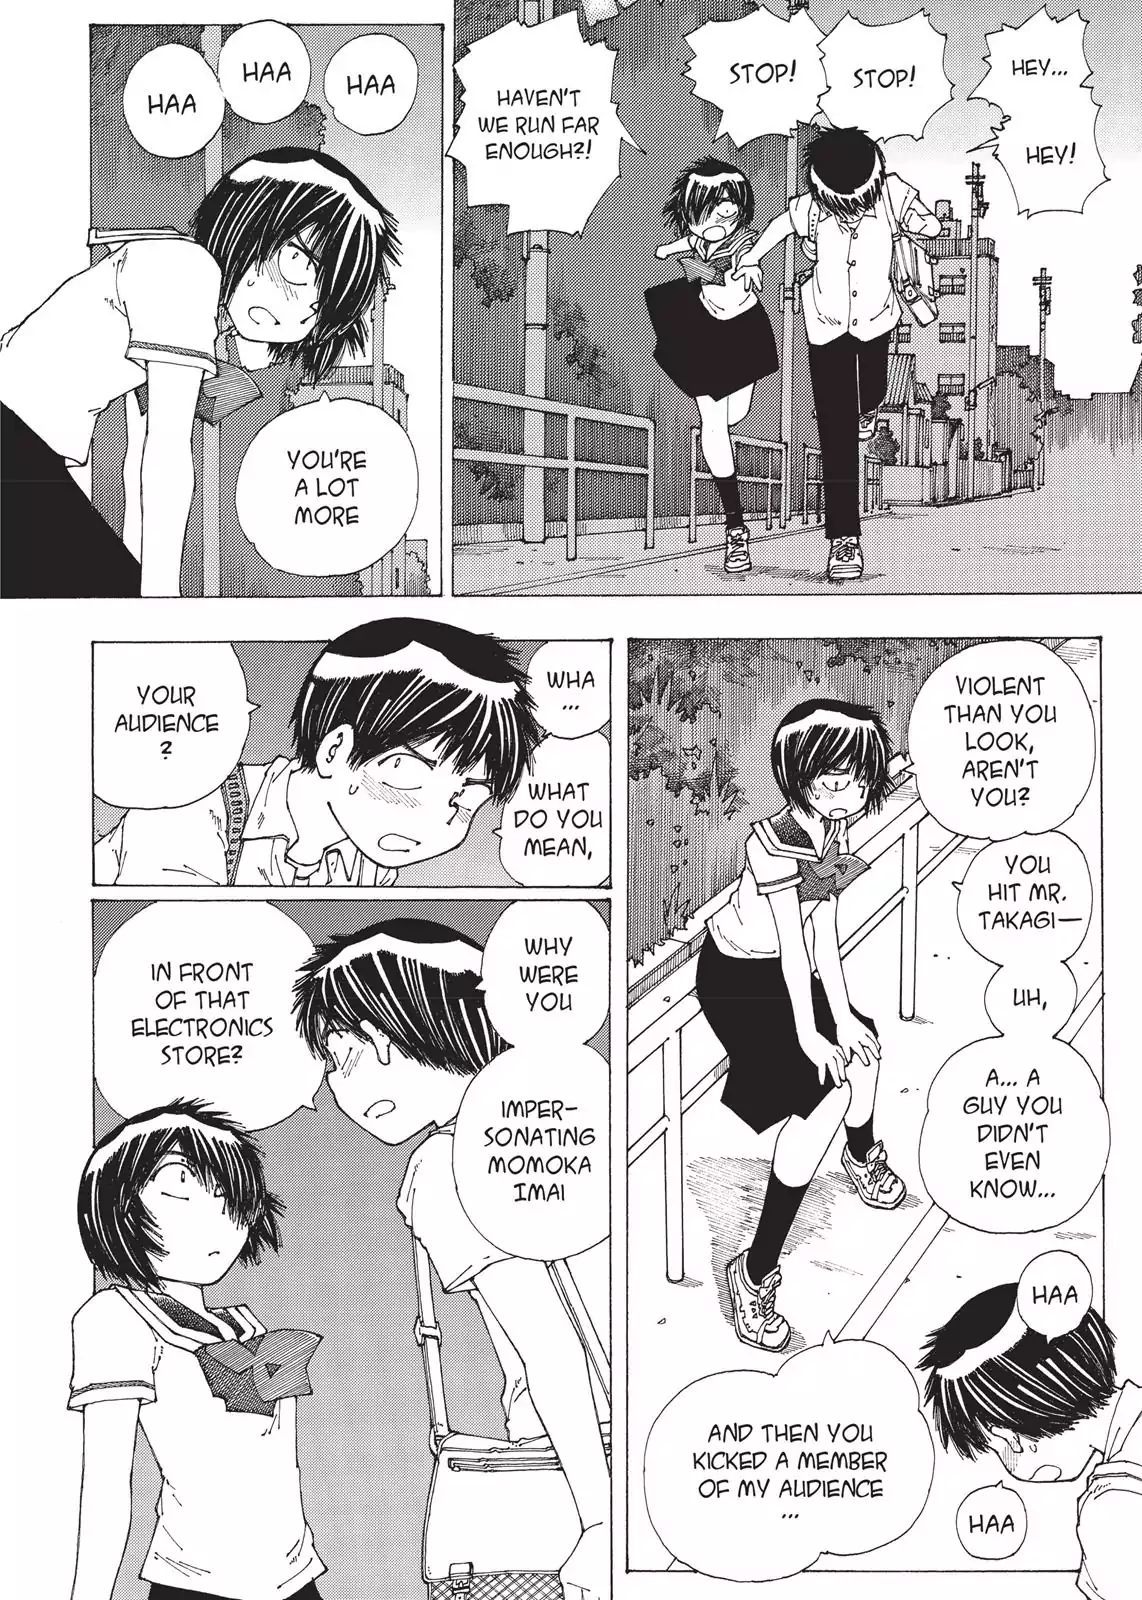 HEY...
HEY!
STOP!
STOP!
HAVEN'T
WE RUN FAR
ENOUGH?!
HAA
HAA
HAA
YOU'RE
A LOT
MORE
VIOLENT
THAN YOU
LOOK,
AREN'T
YOU?
YOU
HIT MR.
TAKAGI—
UH,
A... A
GUY YOU
DIDN'T
EVEN
KNOW...
HAA
AND THEN YOU
KICKED A MEMBER
OF MY AUDIENCE
...
HAA
WHA
...
WHAT
DO YOU
MEAN,
YOUR
AUDIENCE
?
WHY
WERE
YOU
IMPER-
SONATING
MOMOKA
IMAI
IN FRONT
OF THAT
ELECTRONICS
STORE?